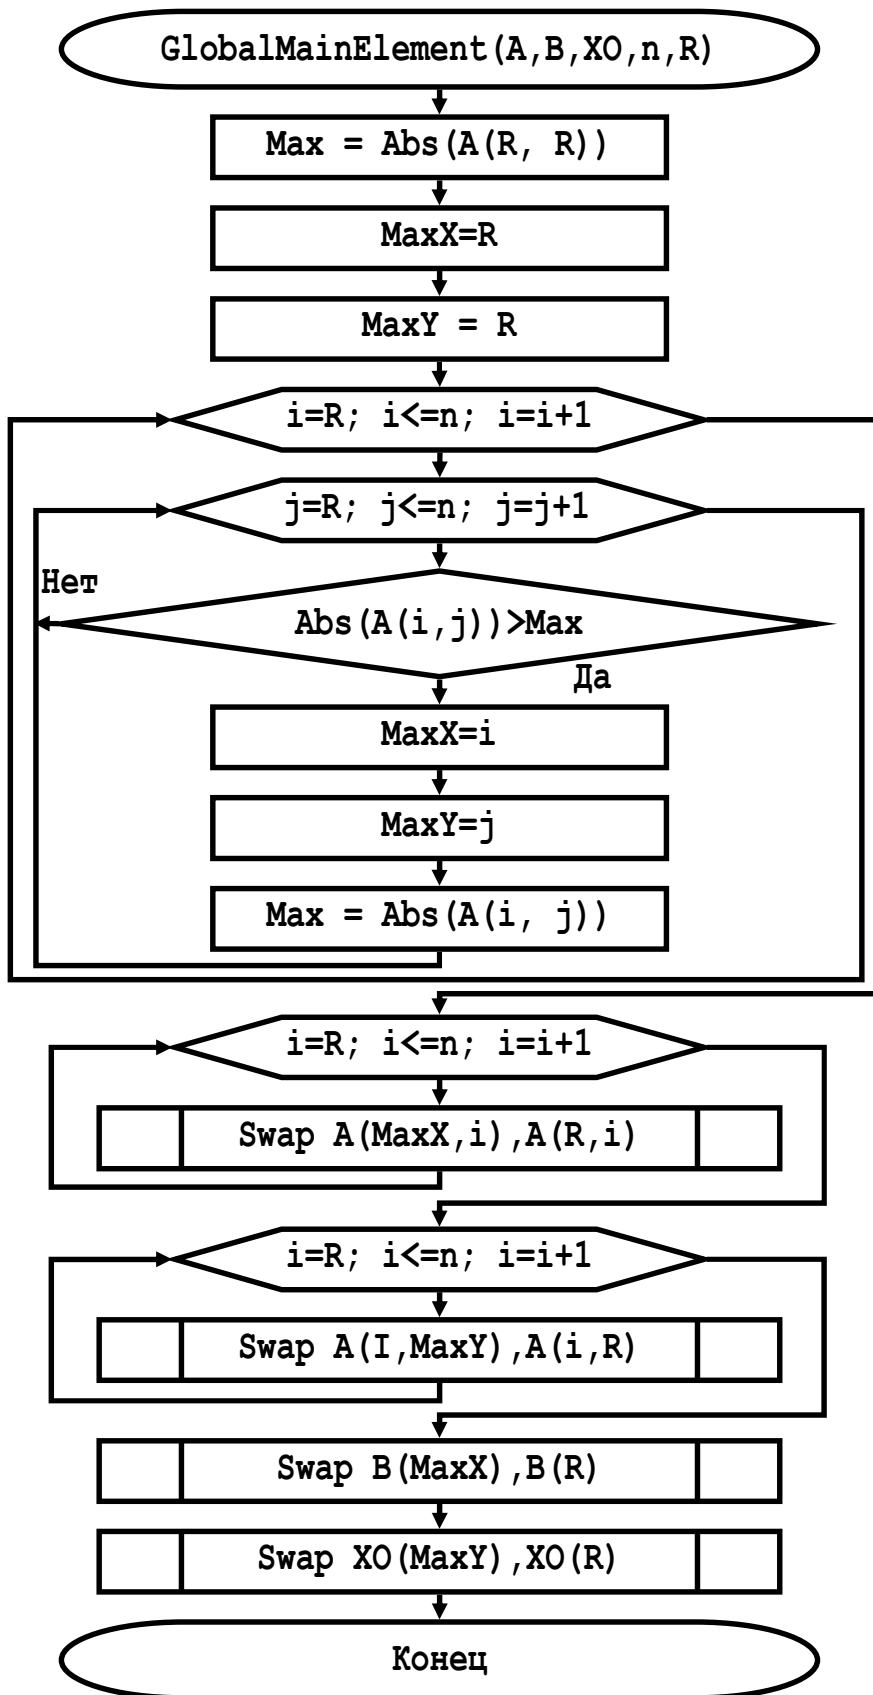 GlobalMainElement(A,B,XO,n,R)
Max = Abs(A(R, R))
MaxX=R
MaxY = R
i=R; i<=n; i=i+1
j=R; j<=n; j=j+1
Нет
Abs(A(i,j))>Max
Да
MaxX=i
MaxY=j
Max = Abs(A(i, j))
i=R; i<=n; i=i+1
Swap A(MaxX,i),A(R,i)
i=R; i<=n; i=i+1
Swap A(I,MaxY),A(i,R)
Swap B(MaxX),B(R)
Swap XO(MaxY),XO(R)
Конец